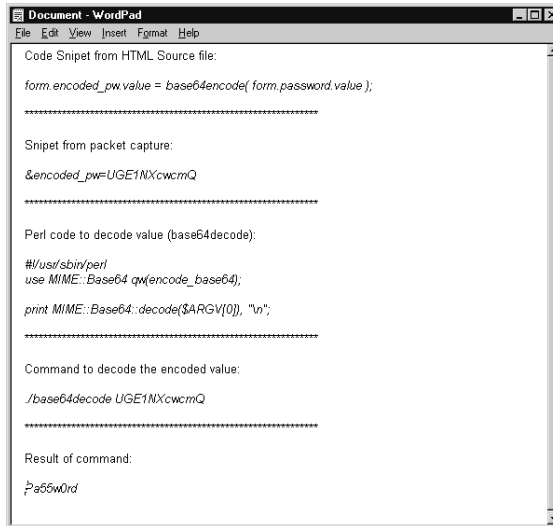 Document - WordPad
File Edit View Insert Format Help
Code Snipet from HTML Source file:
form.encoded_pw.value = base64encode( form.password.value );
****************************************************************
Snipet from packet capture:
&encoded_pw=UGE1NXcwcmQ
****************************************************************
Perl code to decode value (base64decode):
#!/usr/sbin/perl
use MIME::Base64 qw(encode_base64);
print MIME::Base64::decode($ARGV[0]), "\n";
****************************************************************
Command to decode the encoded value:
./base64decode UGE1NXcwcmQ
****************************************************************
Result of command:
Pa55w0rd